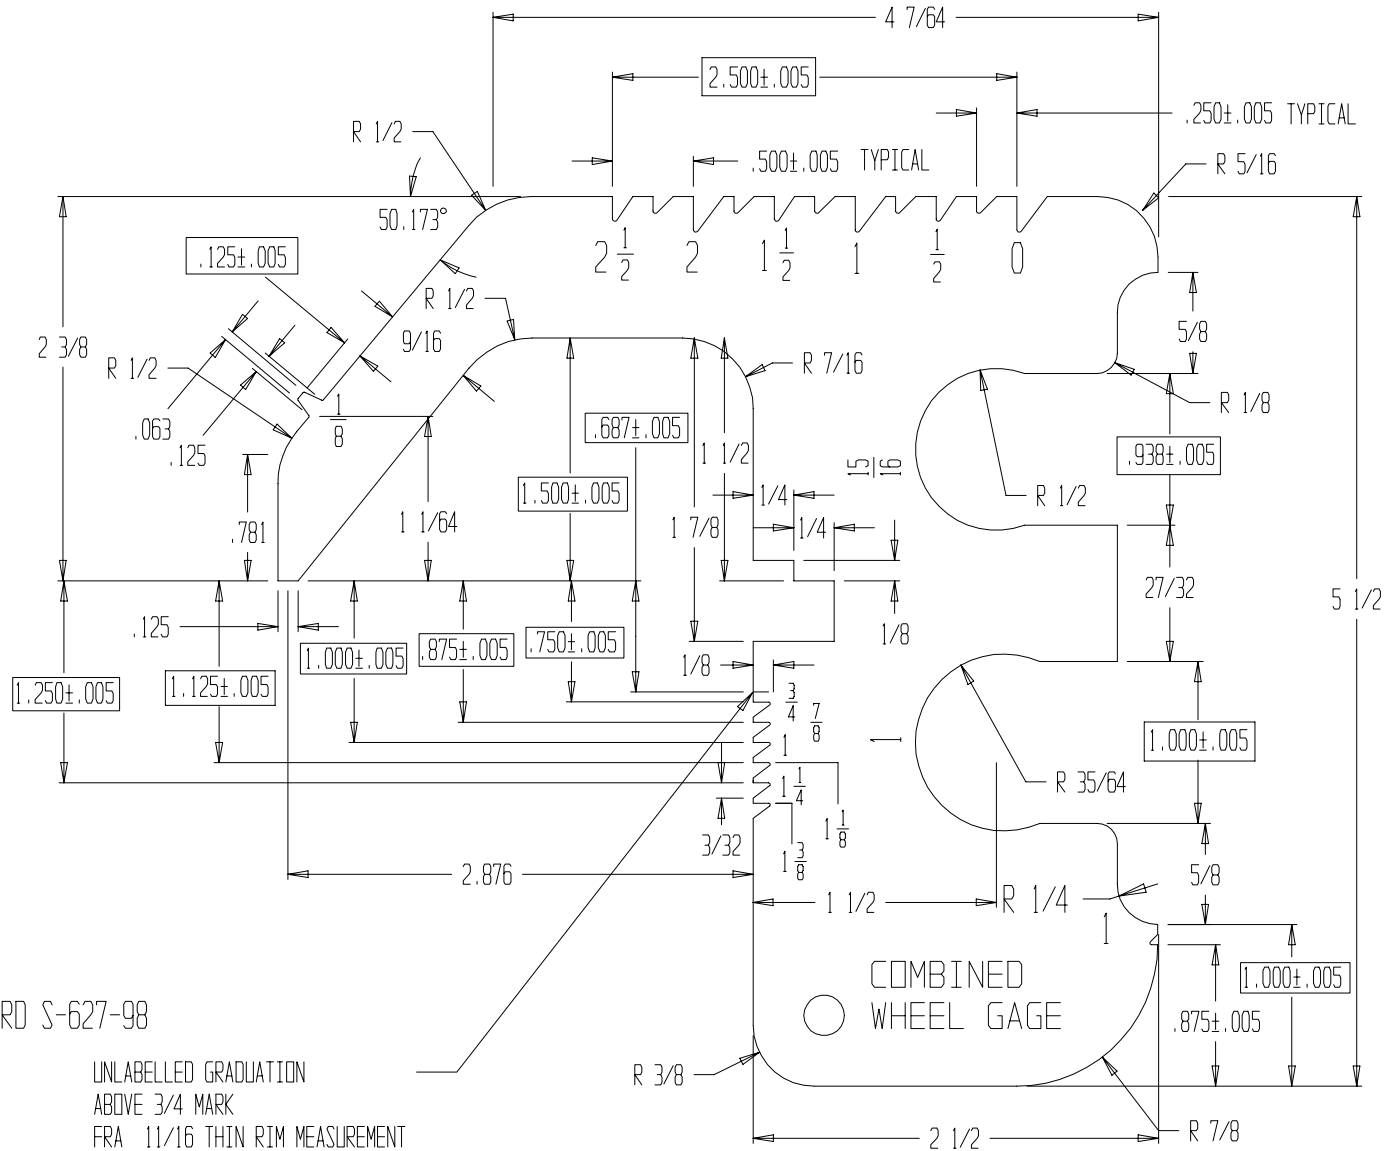 4 7/64
2.500±.005
.250±.005 TYPICAL
R 1/2
.500±.005 TYPICAL
R 5/16
50.173°
2 1/2
2
1 1/2
1
1/2
0
.125±.005
R 1/2
5/8
2 3/8
9/16
R 7/16
R 1/2
R 1/8
1/8
.063
.125
.687±.005
1 1/2
15/16
.938±.005
1.500±.005
1/4
R 1/2
1/4
.781
1 1/64
1 7/8
27/32
5 1/2
.125
1/8
1.000±.005
.875±.005
.750±.005
1/8
1.250±.005
1.125±.005
3/4
7/8
1
1
1.000±.005
1 1/4
R 35/64
1 1/8
3/32
1 3/8
2.876
5/8
1 1/2
R 1/4
1
COMBINED
WHEEL GAGE
1.000±.005
.875±.005
RD S-627-98
UNLABELLED GRADUATION
ABOVE 3/4 MARK
FRA 11/16 THIN RIM MEASUREMENT
R 3/8
2 1/2
R 7/8